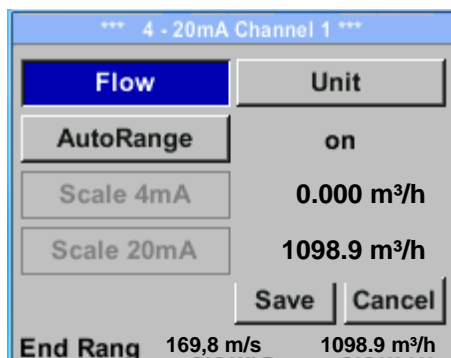 *** 4 - 20mA Channel 1 ***
Flow Unit
AutoRange on
Scale 4mA 0.000 m³/h
Scale 20mA 1098.9 m³/h
Save Cancel
End Rang 169,8 m/s 1098.9 m³/h